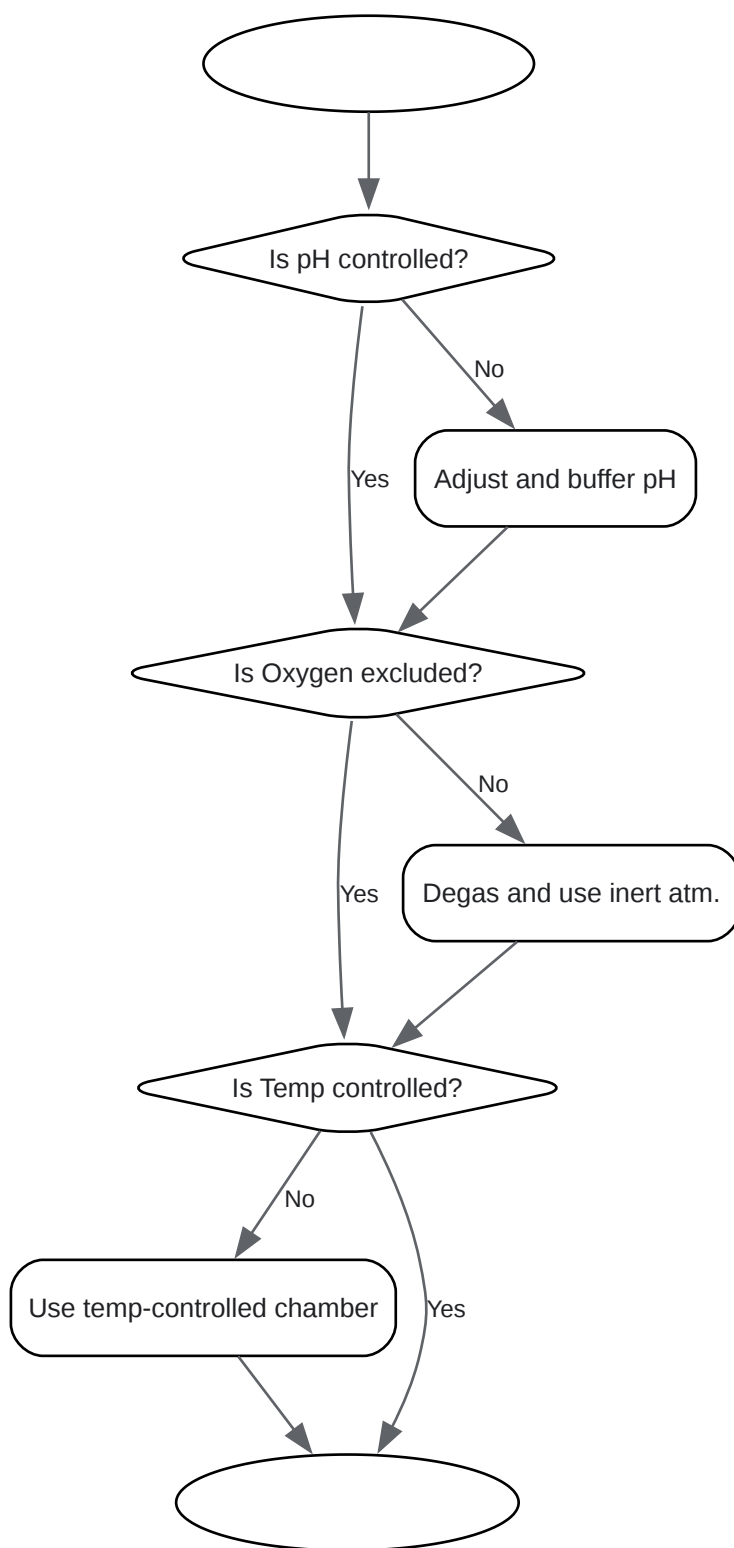 Is pH controlled?
No
Yes
Adjust and buffer pH
Is Oxygen excluded?
No
Yes
Degas and use inert atm.
Is Temp controlled?
No
Use temp-controlled chamber
Yes